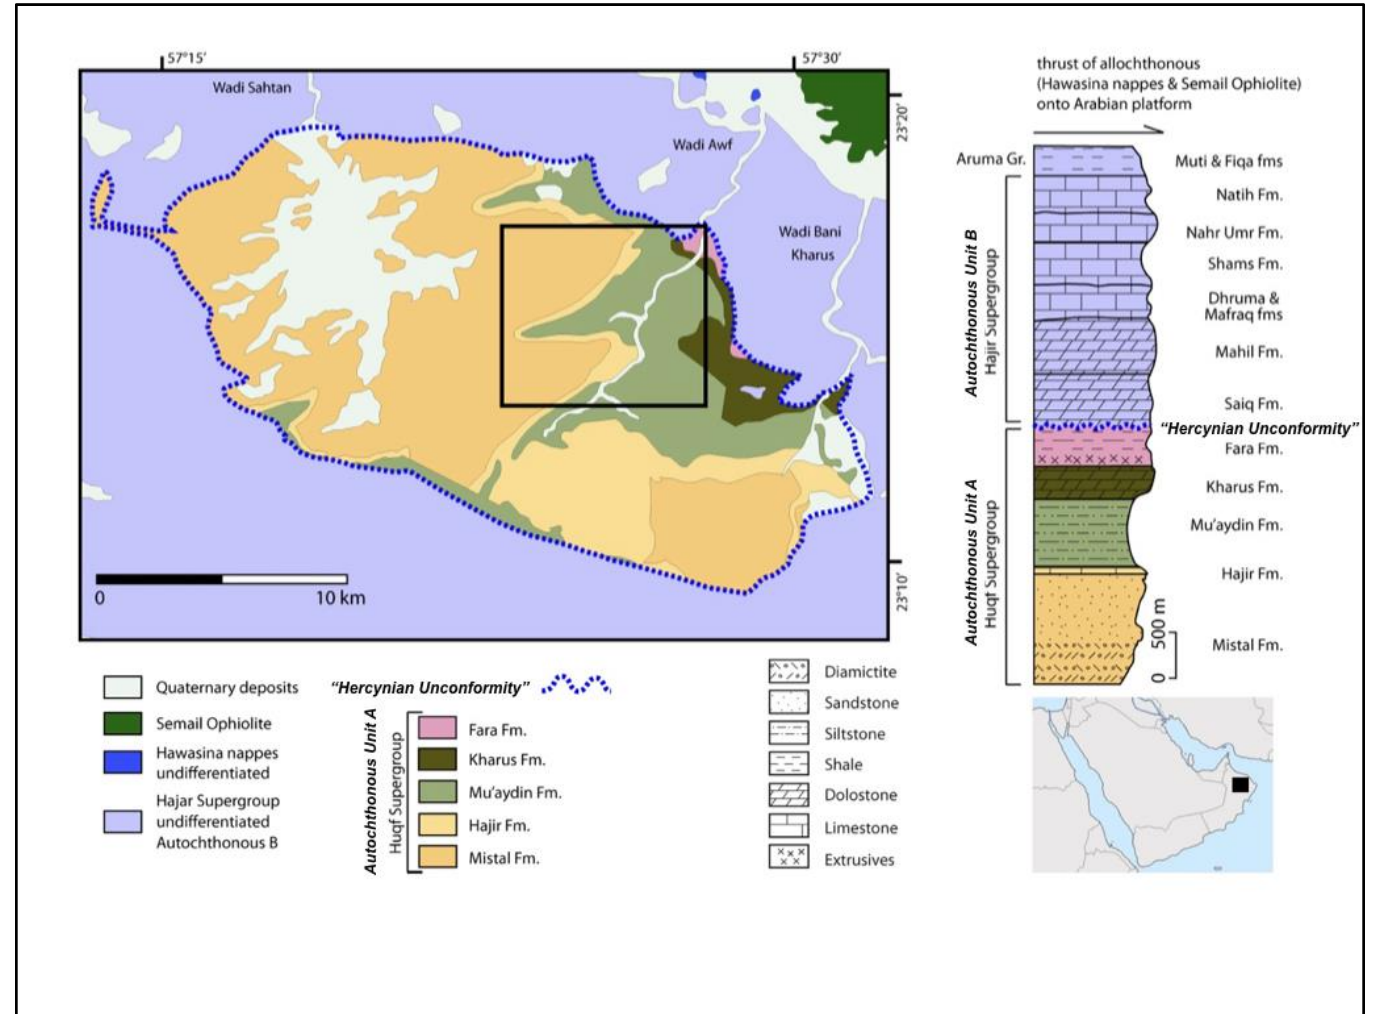 57°15'
57°30'
Wadi Sahtan
Wadi Awf
Wadi Bani
Kharus
23°20'
23°10'
0
10 km
thrust of allochthonous
(Hawasina nappes & Semail Ophiolite)
onto Arabian platform
Aruma Gr.
Muti & Fiqa fms
Natih Fm.
Nahr Umr Fm.
Shams Fm.
Dhruma &
Mafraq fms
Mahil Fm.
Saiq Fm.
"Hercynian Unconformity"
Fara Fm.
Kharus Fm.
Mu'aydin Fm.
Hajir Fm.
Mistal Fm.
Autochthonous Unit B
Hajir Supergroup
Autochthonous Unit A
Huqf Supergroup
0 500 m
Quaternary deposits
Semail Ophiolite
Hawasina nappes
undifferentiated
Hajar Supergroup
undifferentiated
Autochthonous B
"Hercynian Unconformity"
Autochthonous Unit A
Huqf Supergroup
Fara Fm.
Kharus Fm.
Mu'aydin Fm.
Hajir Fm.
Mistal Fm.
Diamictite
Sandstone
Siltstone
Shale
Dolostone
Limestone
Extrusives